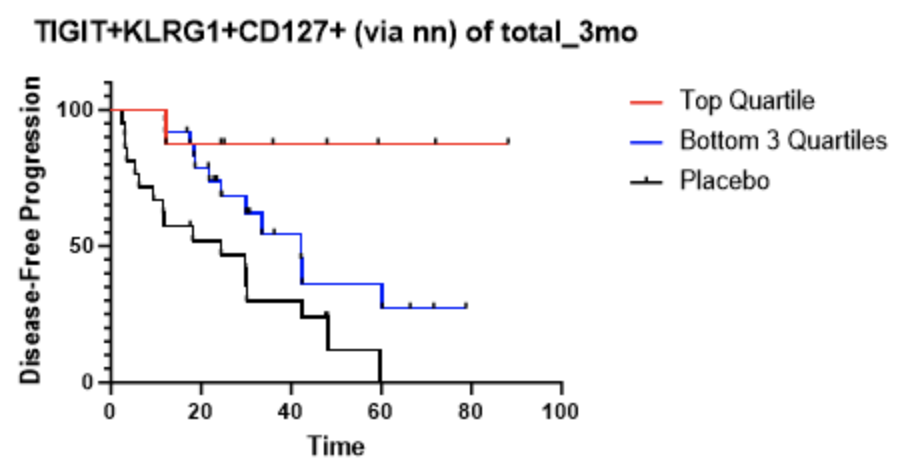 TIGIT+KLRG1+CD127+ (via nn) of total_3mo
Disease-Free Progression
100
50
0
0 20 40 60 80 100
Time
Top Quartile
Bottom 3 Quartiles
Placebo